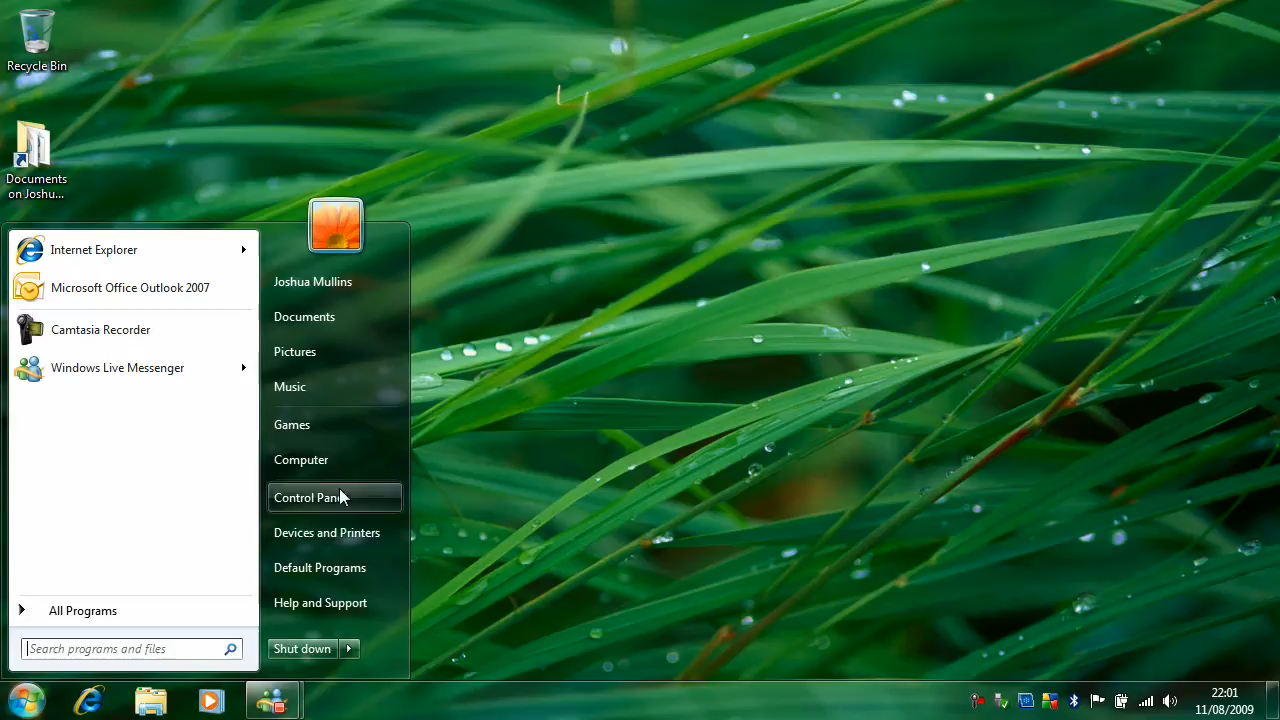 Recycle Bin
Documents
on Joshu...
Internet Explorer
Microsoft Office Outlook 2007
Camtasia Recorder
Windows Live Messenger
All Programs
Search programs and files
Joshua Mullins
Documents
Pictures
Music
Games
Computer
Control Panel
Devices and Printers
Default Programs
Help and Support
Shut down
22:01
11/08/2009